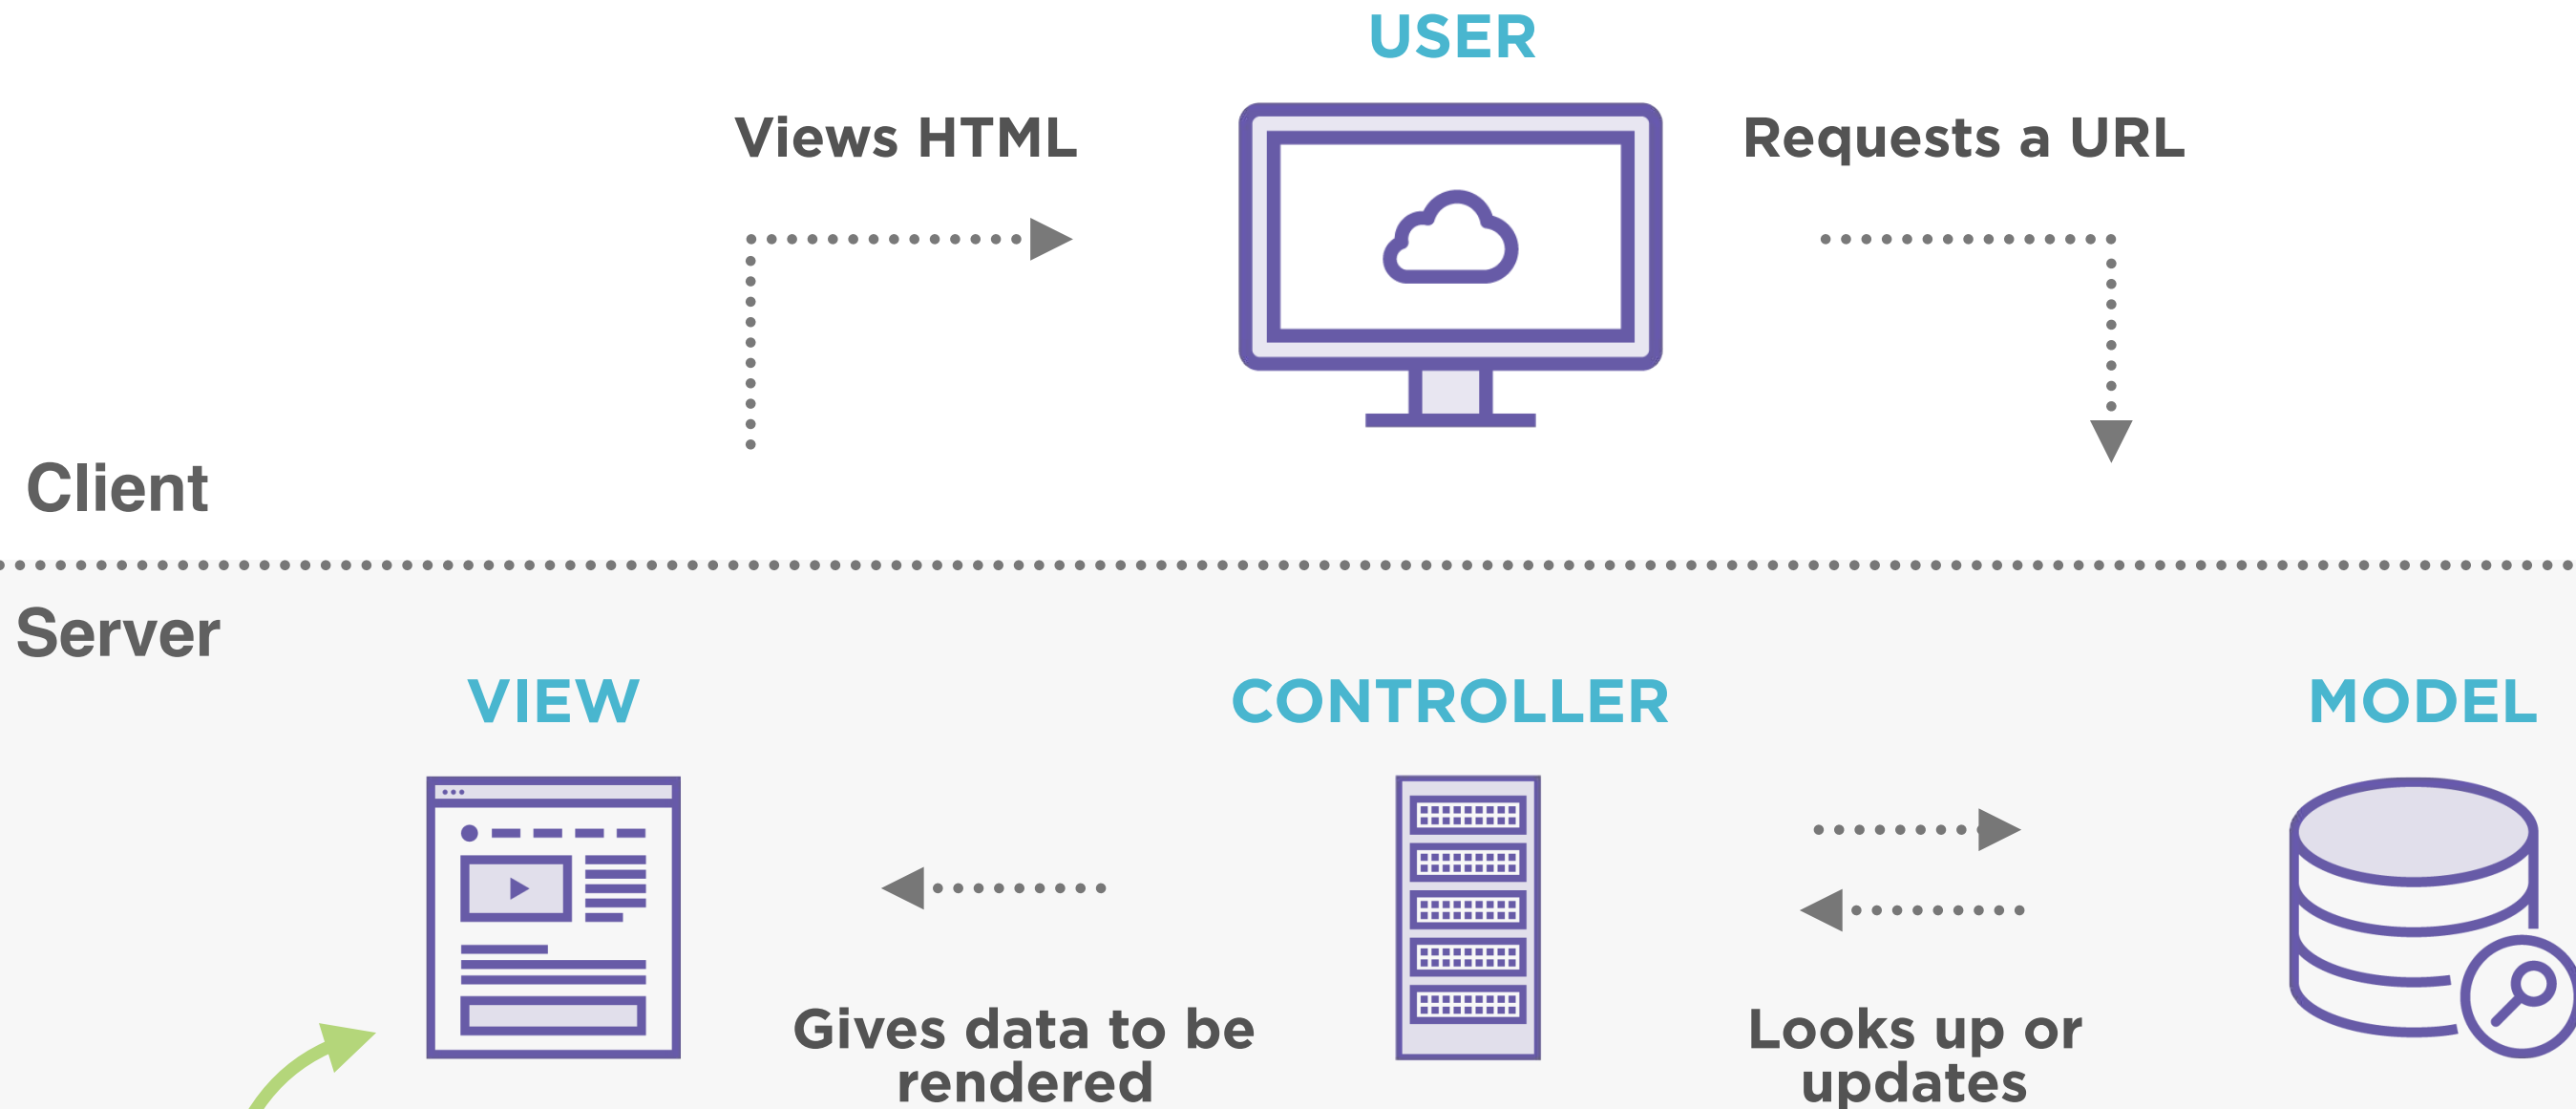 USER
Views HTML
Requests a URL
Client
Server
VIEW
CONTROLLER
MODEL
Gives data to be
rendered
Looks up or
updates